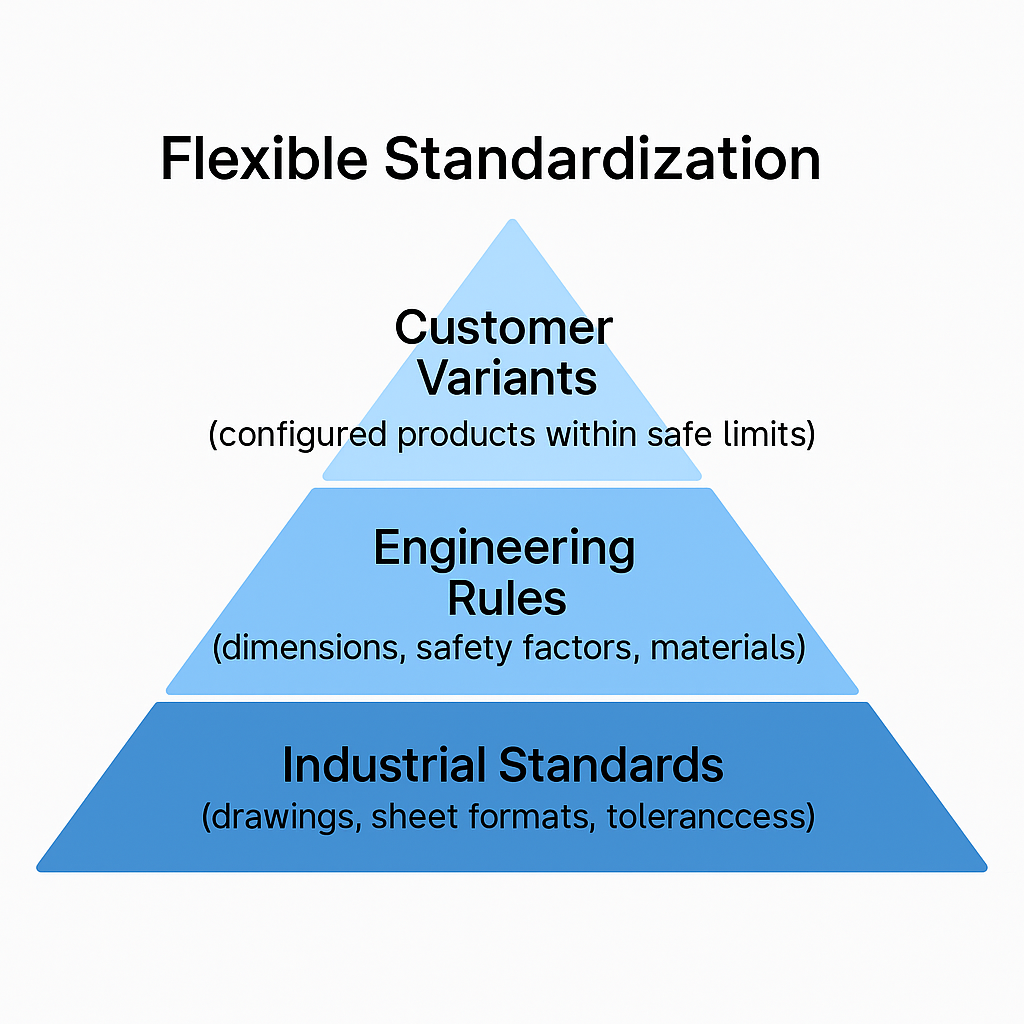 Flexible Standardization
Customer
Variants
(configured products within safe limits)
Engineering
Rules
(dimensions, safety factors, materials)
Industrial Standards
(drawings, sheet formats, toleranccess)